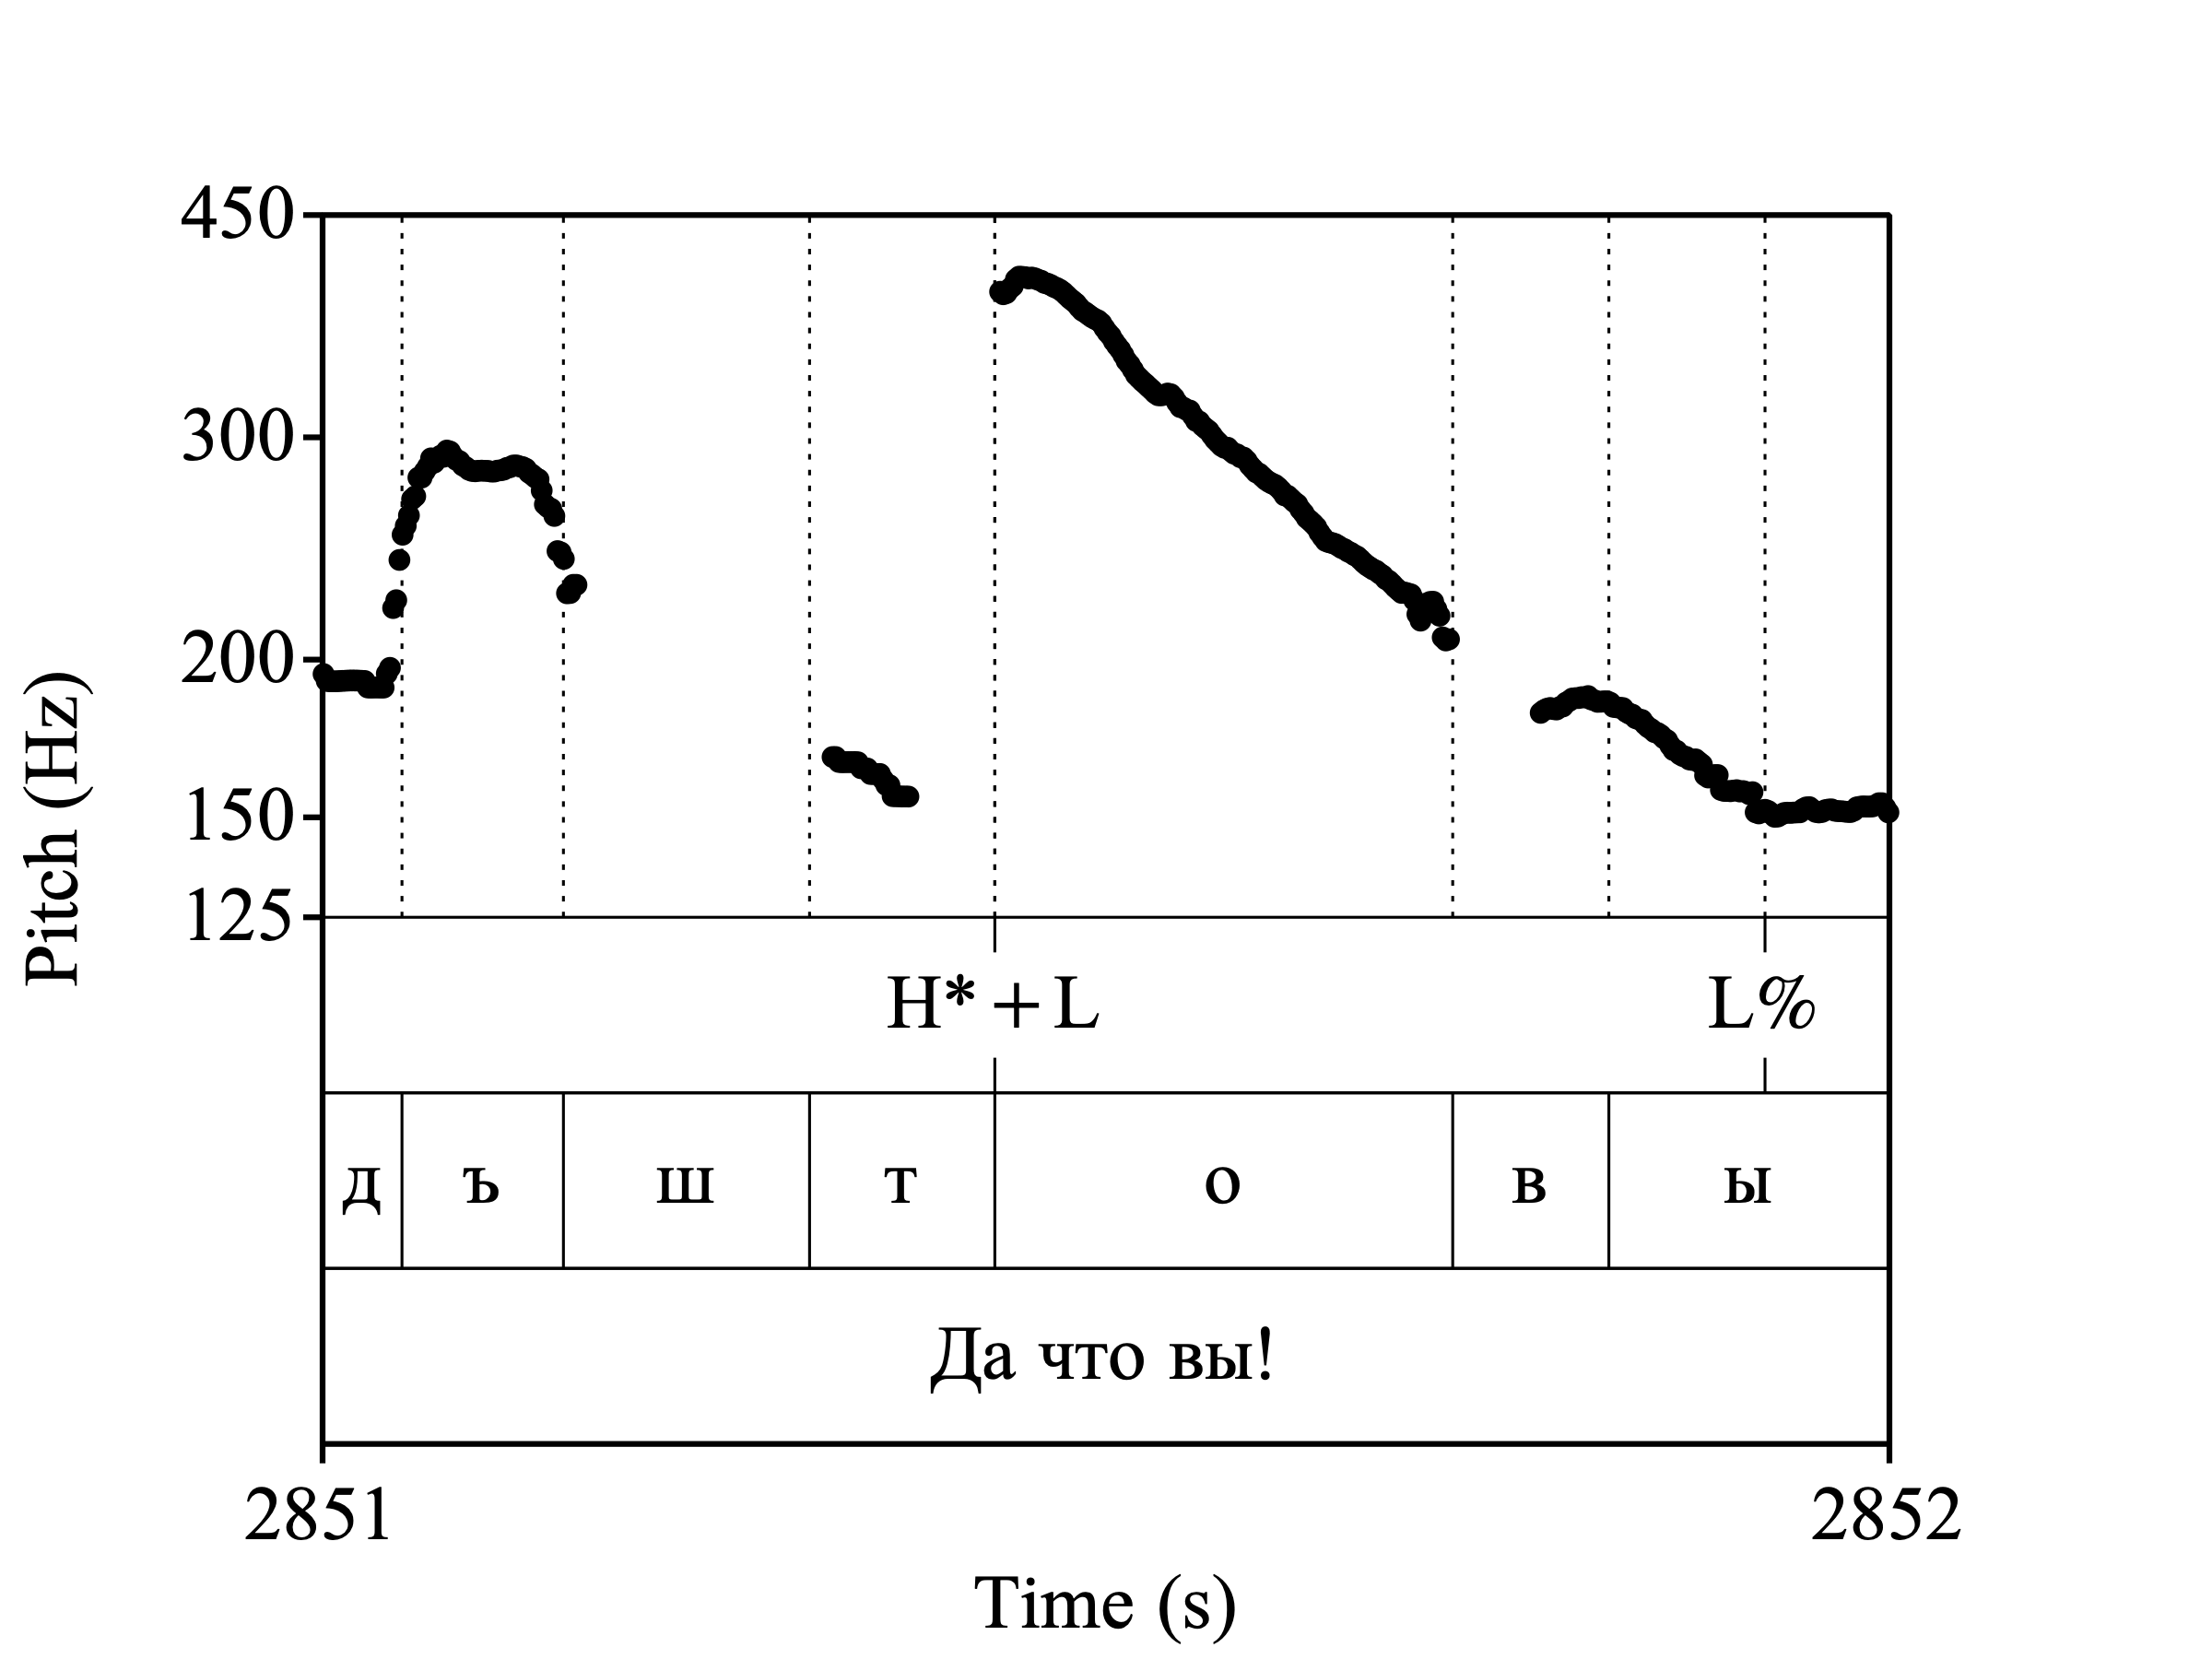 450
300
200
150
125
Pitch (Hz)
H*+L L%
д ъ ш т о в ы
Да что вы!
2851 2852
Time (s)